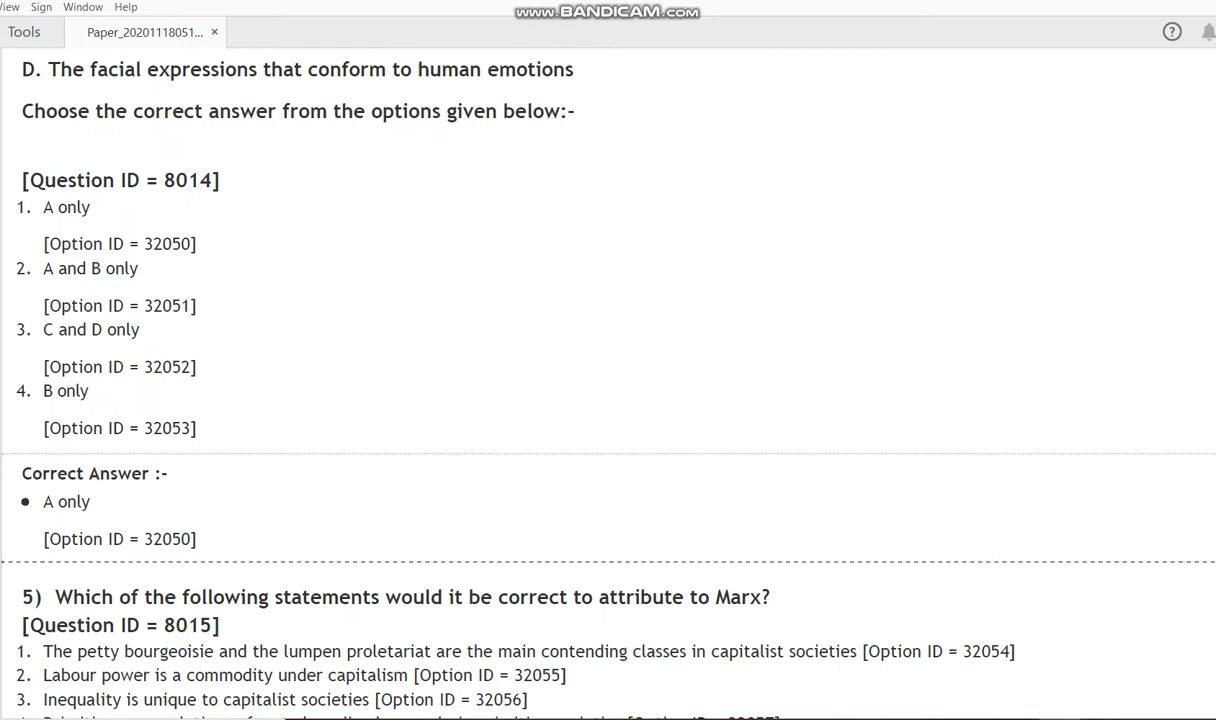 View Sign Window Help
www.BANDICAM.com
Tools Paper_20201118051... ×
D. The facial expressions that conform to human emotions
Choose the correct answer from the options given below:-
[Question ID = 8014]
1. A only
[Option ID = 32050]
2. A and B only
[Option ID = 32051]
3. C and D only
[Option ID = 32052]
4. B only
[Option ID = 32053]
Correct Answer :-
• A only
[Option ID = 32050]
5) Which of the following statements would it be correct to attribute to Marx?
[Question ID = 8015]
1. The petty bourgeoisie and the lumpen proletariat are the main contending classes in capitalist societies [Option ID = 32054]
2. Labour power is a commodity under capitalism [Option ID = 32055]
3. Inequality is unique to capitalist societies [Option ID = 32056]